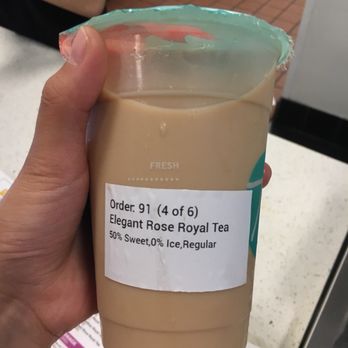 FRESH
Order: 91 (4 of 6)
Elegant Rose Royal Tea
50% Sweet,0% Ice,Regular